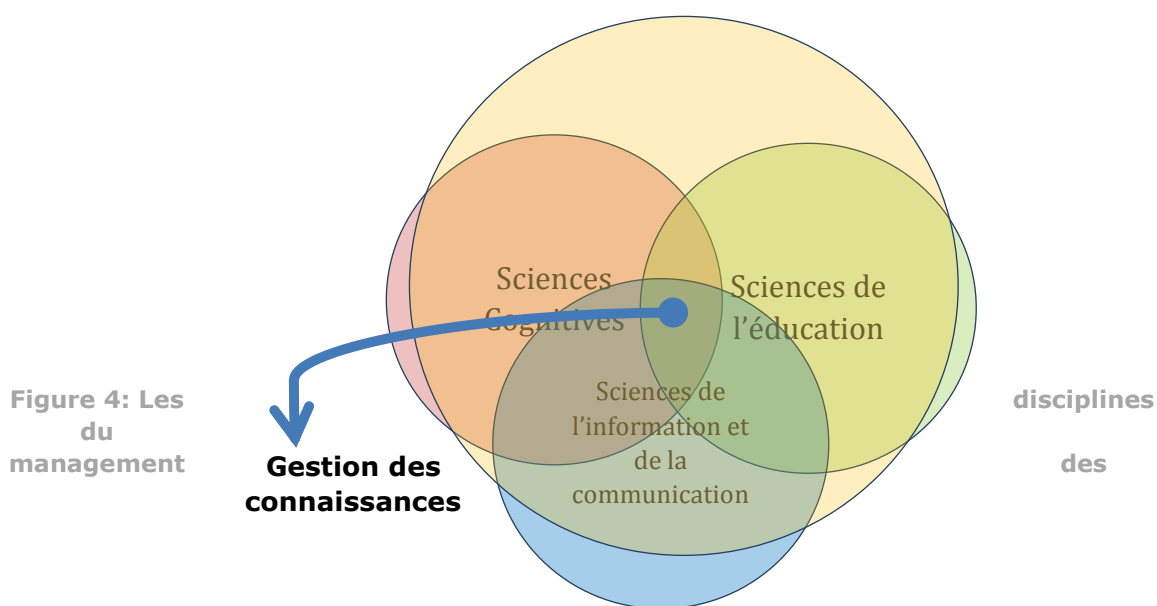 Sciences
Cognitives
Sciences de
l'éducation
Sciences de
l'information et
de la
communication
Figure 4: Les disciplines
du
management des
Gestion des
connaissances